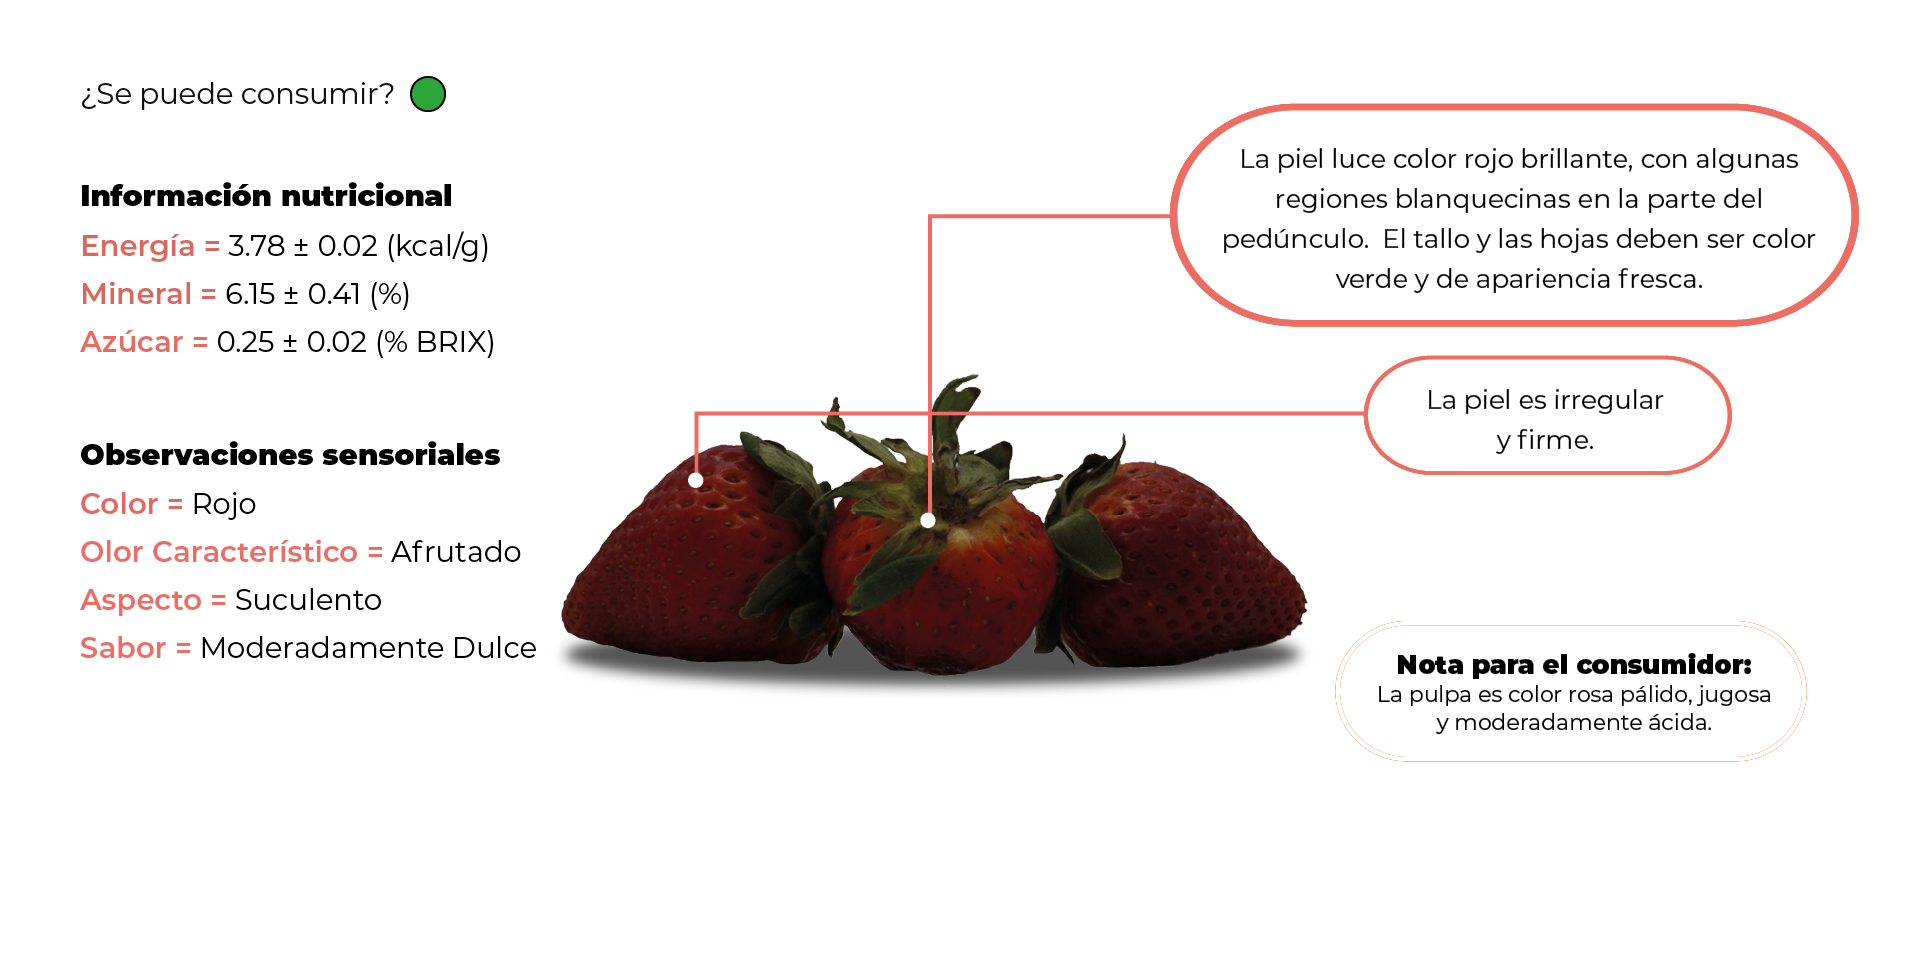 ¿Se puede consumir?
Información nutricional
Energía = 3.78 ± 0.02 (kcal/g)
Mineral = 6.15 ± 0.41 (%)
Azúcar = 0.25 ± 0.02 (% BRIX)
Observaciones sensoriales
Color = Rojo
Olor Característico = Afrutado
Aspecto = Suculento
Sabor = Moderadamente Dulce
La piel luce color rojo brillante, con algunas
regiones blanquecinas en la parte del
pedúnculo. El tallo y las hojas deben ser color
verde y de apariencia fresca.
La piel es irregular
y firme.
Nota para el consumidor:
La pulpa es color rosa pálido, jugosa
y moderadamente ácida.